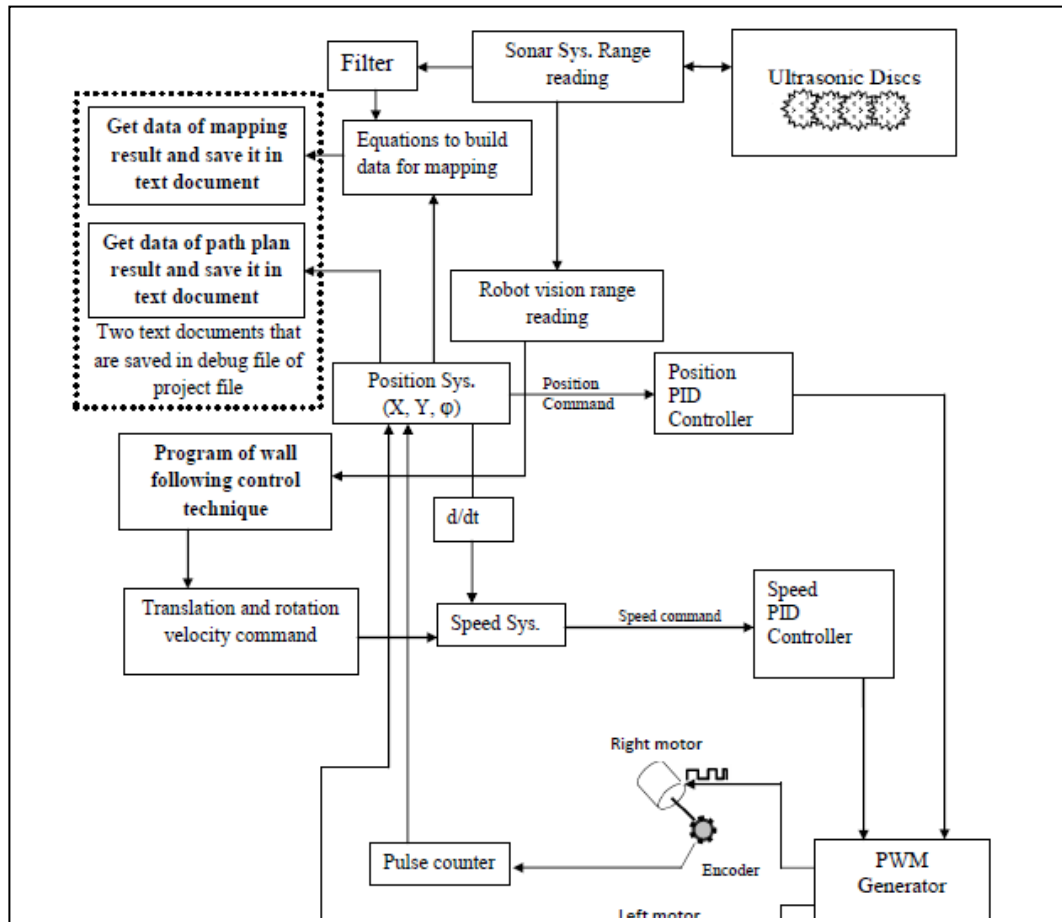 Filter
Sonar Sys. Range
reading
Ultrasonic Discs
Get data of mapping
result and save it in
text document
Equations to build
data for mapping
Get data of path plan
result and save it in
text document
Two text documents that
are saved in debug file of
project file
Robot vision range
reading
Position Sys.
(X, Y, φ)
Position
Command
Position
PID
Controller
Program of wall
following control
technique
d/dt
Translation and rotation
velocity command
Speed Sys.
Speed command
Speed
PID
Controller
Right motor
Pulse counter
Encoder
PWM
Generator
Left motor